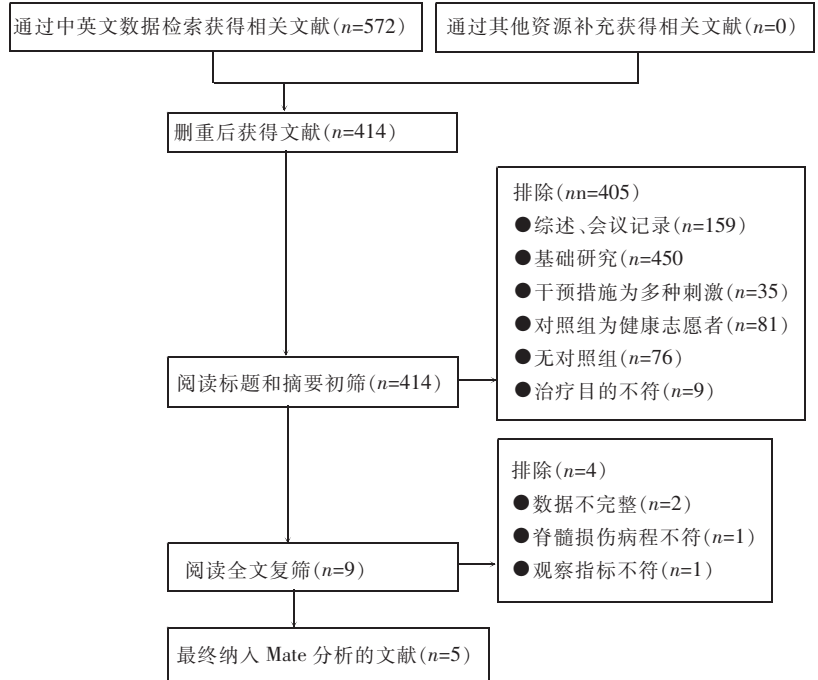 通过中英文数据检索获得相关文献(n=572)
通过其他资源补充获得相关文献(n=0)
删重后获得文献(n=414)
排除(nn=405)
●综述、会议记录(n=159)
●基础研究(n=450
●干预措施为多种刺激(n=35)
●对照组为健康志愿者(n=81)
●无对照组(n=76)
●治疗目的不符(n=9)
阅读标题和摘要初筛(n=414)
排除(n=4)
●数据不完整(n=2)
●脊髓损伤病程不符(n=1)
●观察指标不符(n=1)
阅读全文复筛(n=9)
最终纳入 Mate 分析的文献(n=5)